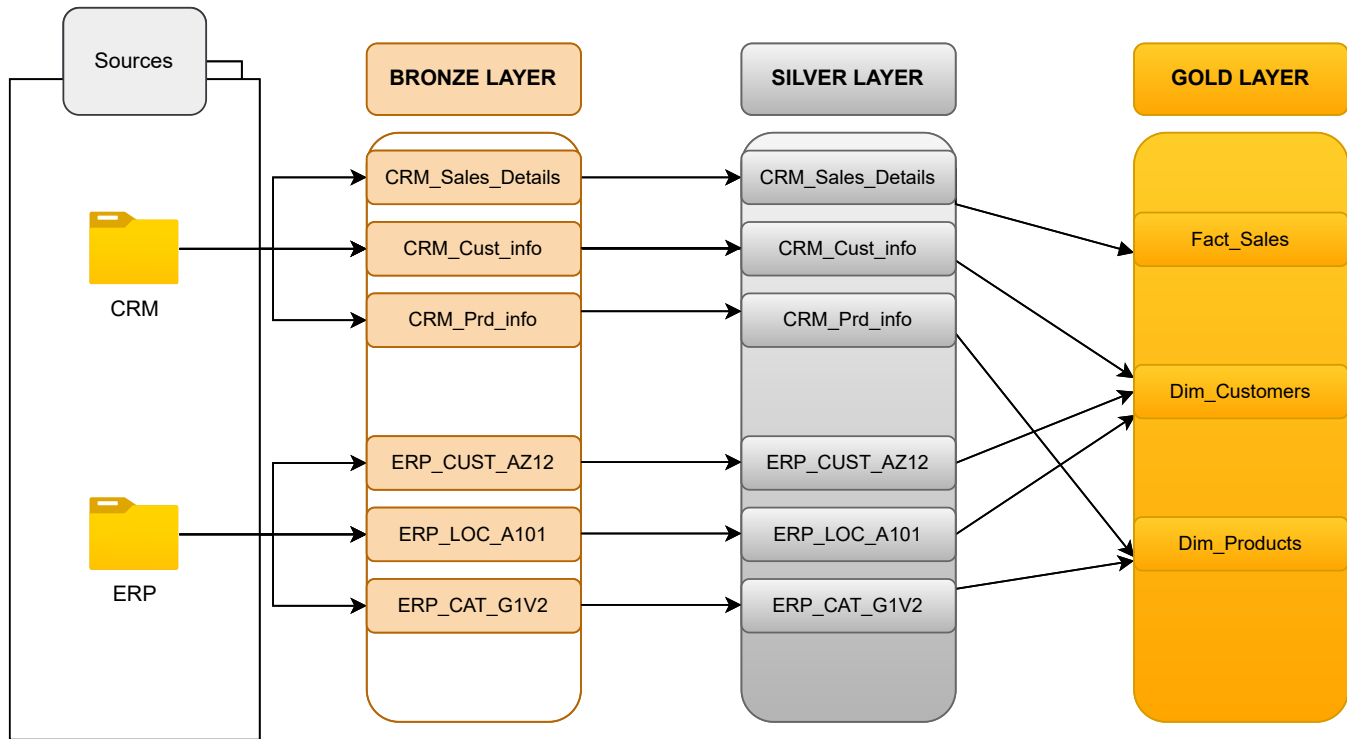 Sources
BRONZE LAYER
SILVER LAYER
GOLD LAYER
CRM_Sales_Details
CRM_Sales_Details
CRM_Cust_info
CRM_Cust_info
Fact_Sales
CRM
CRM_Prd_info
CRM_Prd_info
Dim_Customers
ERP_CUST_AZ12
ERP_CUST_AZ12
ERP_LOC_A101
ERP_LOC_A101
Dim_Products
ERP
ERP_CAT_G1V2
ERP_CAT_G1V2